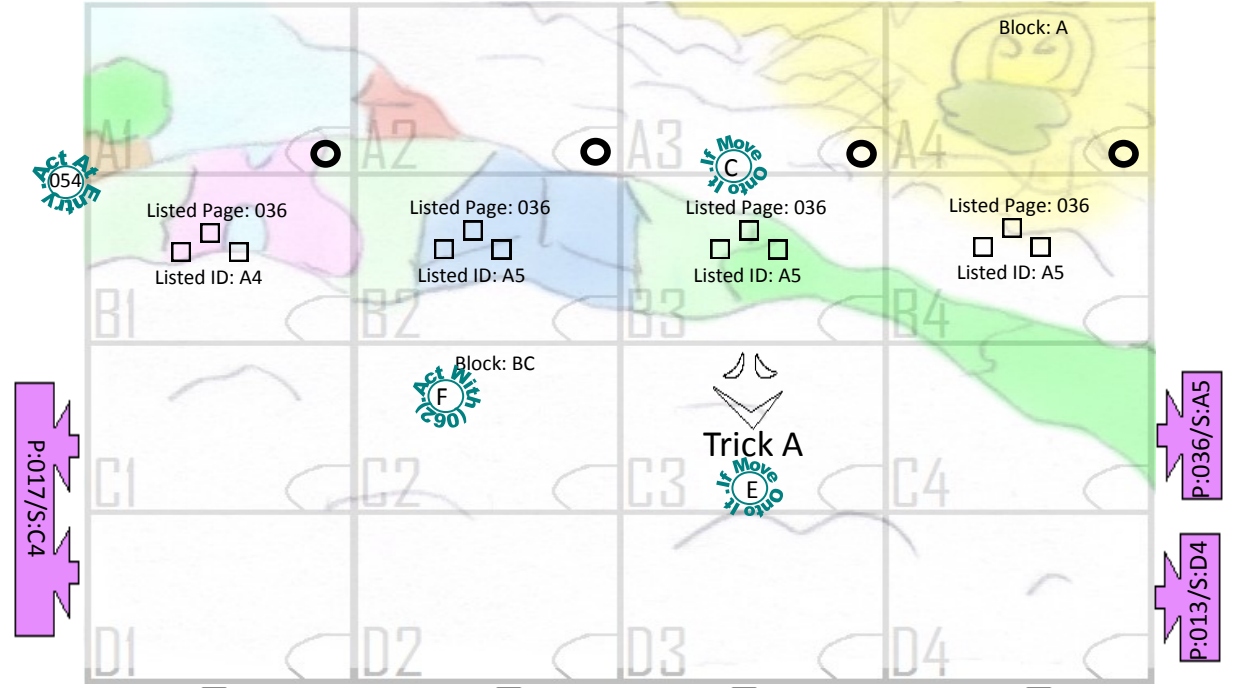 Block: A
A1
A2
A3
A4
Act At
054
Entry
If Move
C
Onto It
Listed Page: 036
Listed ID: A4
Listed Page: 036
Listed ID: A5
Listed Page: 036
Listed ID: A5
Listed Page: 036
Listed ID: A5
B1
B2
B3
B4
Block: BC
Act With
F
(062)
Trick A
If Move
E
Onto It
C1
C2
C3
C4
P:017/S:C4
P:036/S:A5
P:013/S:D4
D1
D2
D3
D4